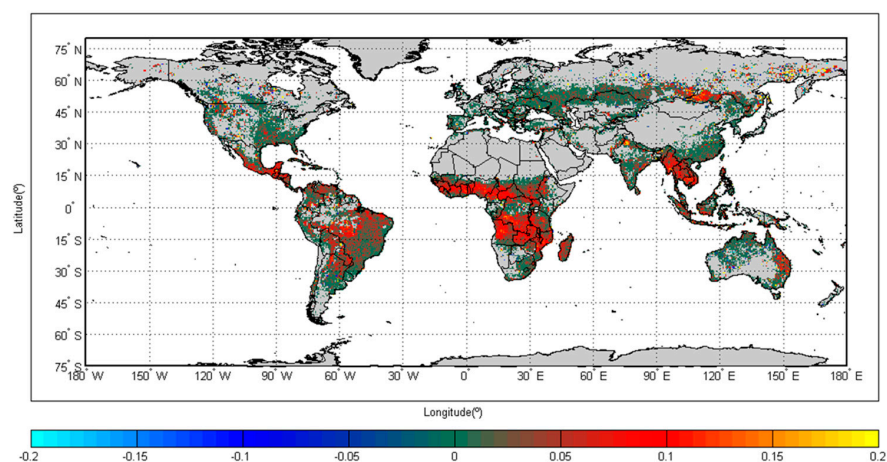 75° N
60° N
45° N
30° N
15° N
0°
15° S
30° S
45° S
60° S
75° S
Latitude(º)
180° W 150° W 120° W 90° W 60° W 30° W 0° 30° E 60° E 90° E 120° E 150° E 180° E
Longitude(º)
-0.2 -0.15 -0.1 -0.05 0 0.05 0.1 0.15 0.2